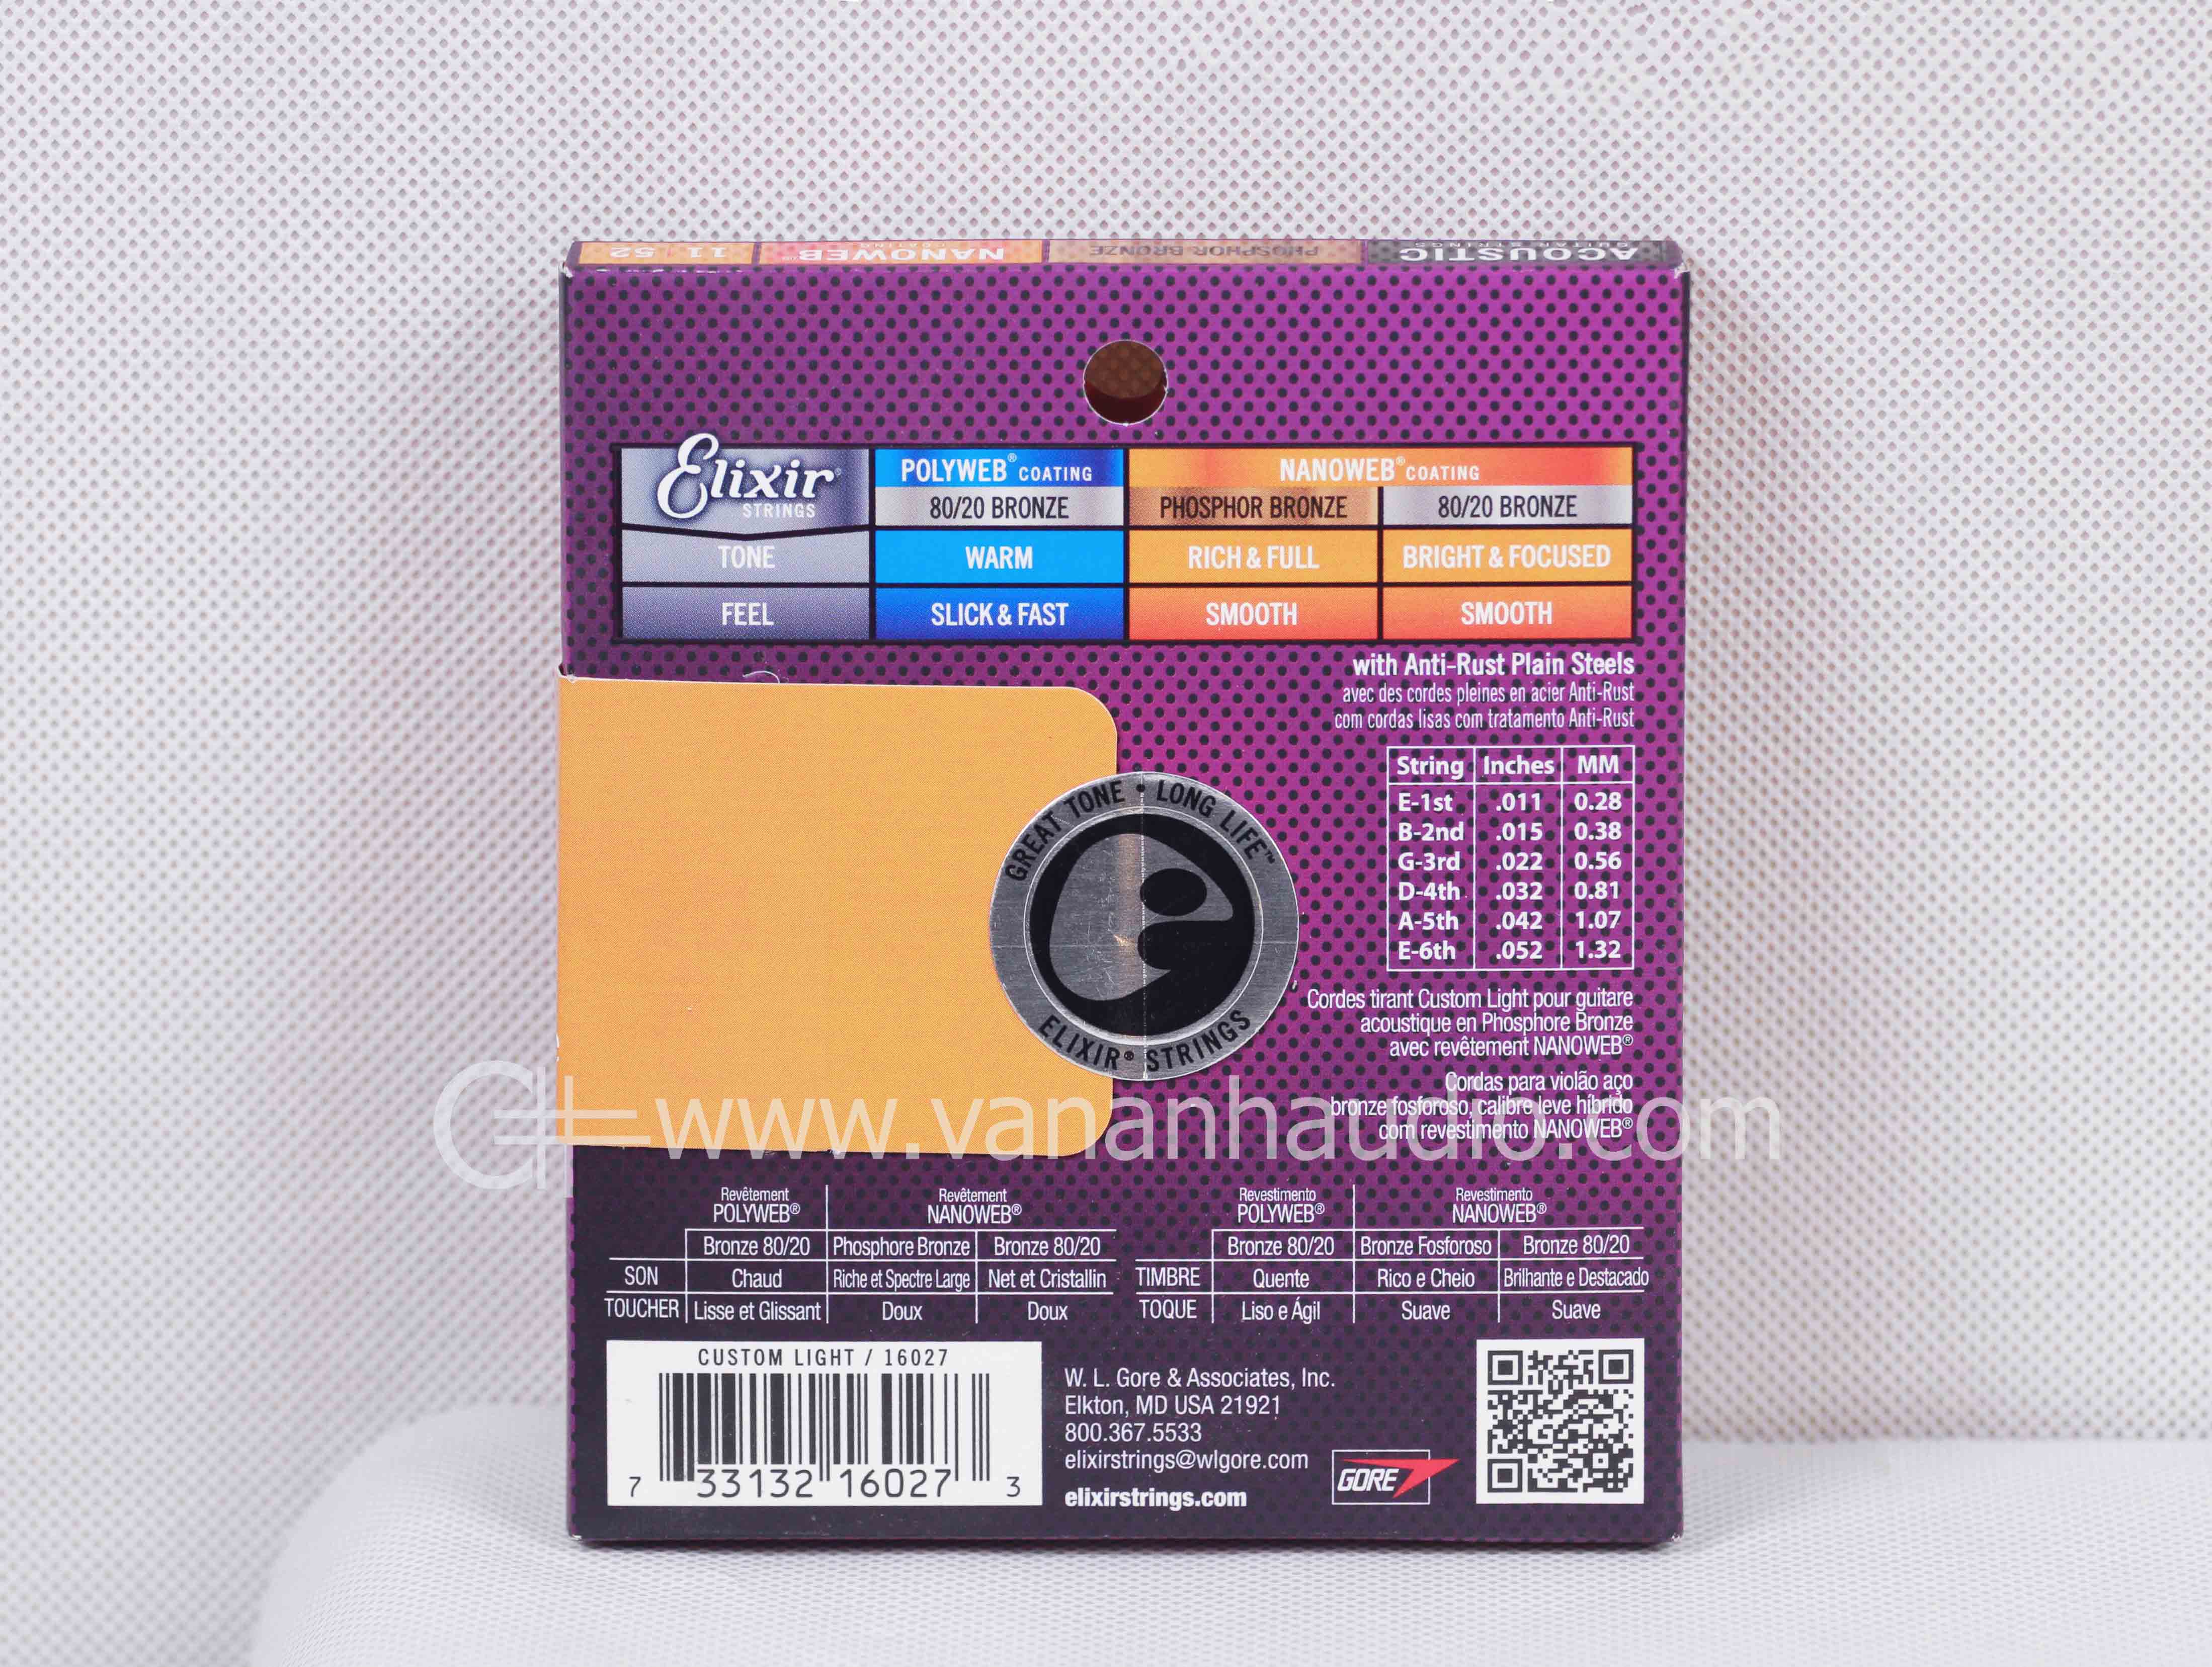 ACOUSTIC
GUITAR STRINGS
PHOSPHOR BRONZE
NANOWEB
COATING
11 52
Elixir®
STRINGS
POLYWEB® COATING
NANOWEB® COATING
80/20 BRONZE
PHOSPHOR BRONZE
80/20 BRONZE
TONE WARM RICH & FULL BRIGHT & FOCUSED
FEEL SLICK & FAST SMOOTH SMOOTH
with Anti-Rust Plain Steels
avec des cordes pleines en acier Anti-Rust
com cordas lisas com tratamento Anti-Rust
String Inches MM
E-1st .011 0.28
B-2nd .015 0.38
G-3rd .022 0.56
D-4th .032 0.81
A-5th .042 1.07
E-6th .052 1.32
GREAT TONE • LONG LIFE™
ELIXIR® STRINGS
Cordes tirant Custom Light pour guitare
acoustique en Phosphore Bronze
avec revêtement NANOWEB®
Cordas para violão aço
bronze fosforoso, calibre leve híbrido
com revestimento NANOWEB®
www.vananhaudio.com
Revêtement POLYWEB®
Revêtement NANOWEB®
Bronze 80/20 Phosphore Bronze Bronze 80/20
SON Chaud Riche et Spectre Large Net et Cristallin
TOUCHER Lisse et Glissant Doux Doux
Revestimento POLYWEB®
Revestimento NANOWEB®
Bronze 80/20 Bronze Fosforoso Bronze 80/20
TIMBRE Quente Rico e Cheio Brilhante e Destacado
TOQUE Liso e Ágil Suave Suave
CUSTOM LIGHT / 16027
7 33132 16027 3
W. L. Gore & Associates, Inc.
Elkton, MD USA 21921
800.367.5533
elixirstrings@wlgore.com
elixirstrings.com
GORE